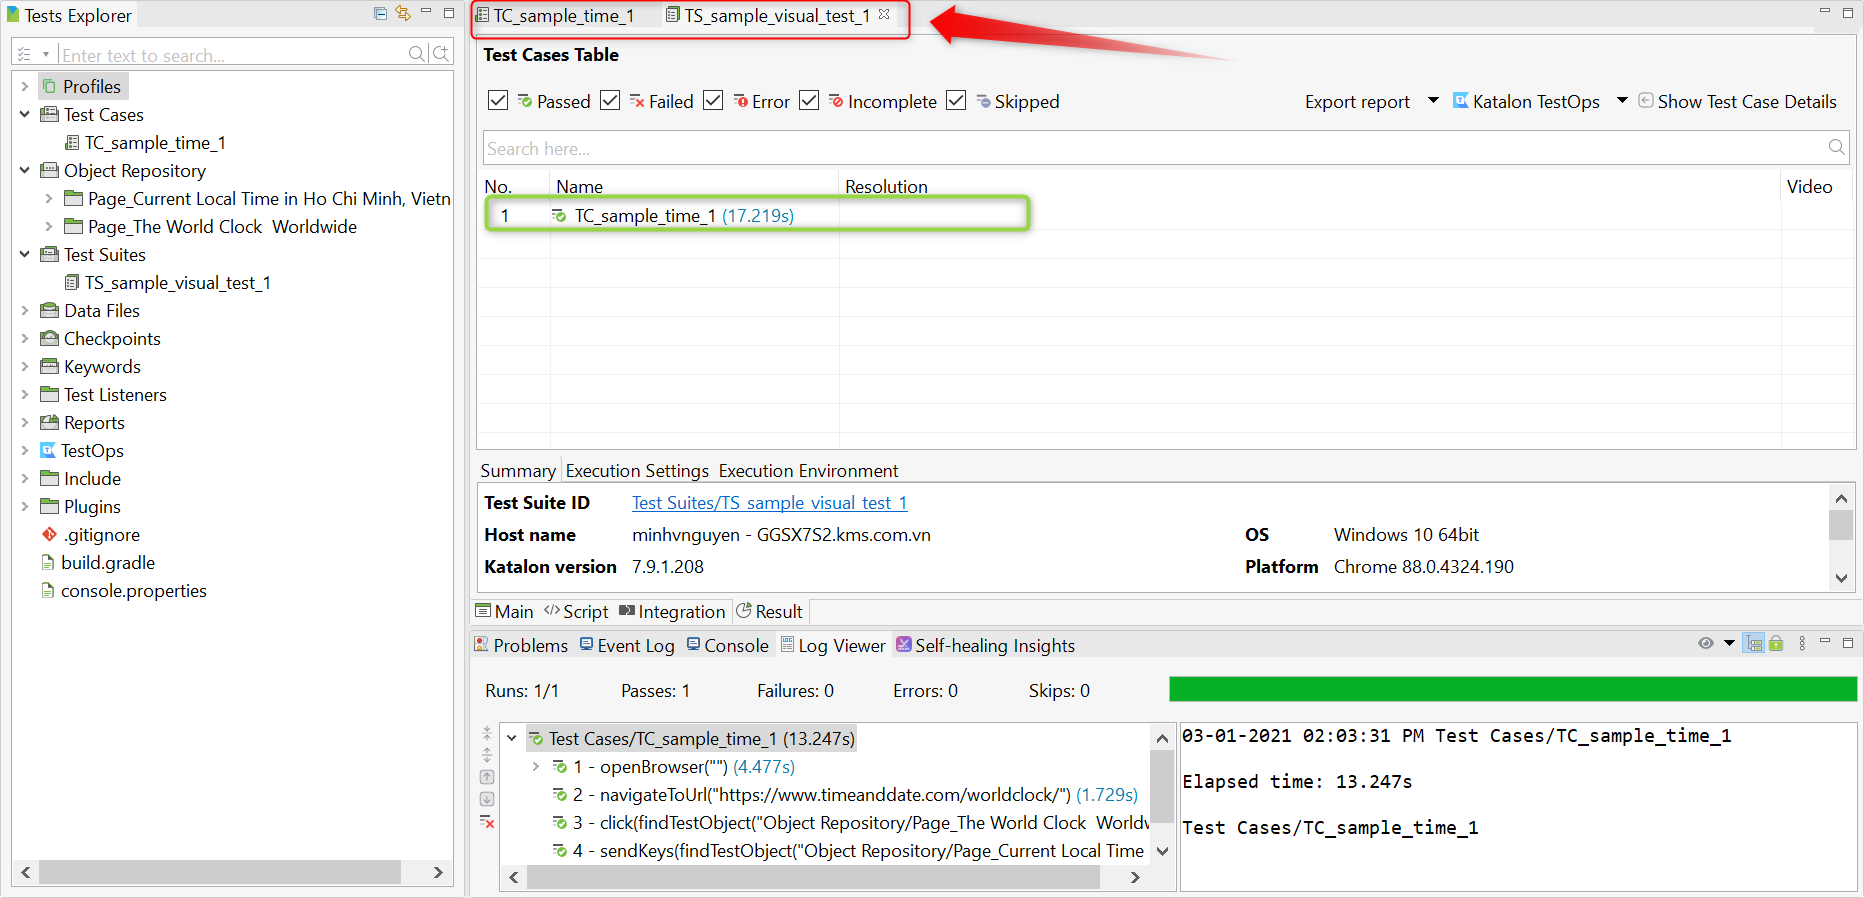 Tests Explorer
Enter text to search...
Profiles
Test Cases
TC_sample_time_1
Object Repository
Page_Current Local Time in Ho Chi Minh, Vietn
Page_The World Clock  Worldwide
Test Suites
TS_sample_visual_test_1
Data Files
Checkpoints
Keywords
Test Listeners
Reports
TestOps
Include
Plugins
.gitignore
build.gradle
console.properties
TC_sample_time_1 TS_sample_visual_test_1
Test Cases Table
Passed Failed Error Incomplete Skipped Export report Katalon TestOps Show Test Case Details
Search here...
No. Name Resolution Video
1 TC_sample_time_1 (17.219s)
Summary Execution Settings Execution Environment
Test Suite ID Test Suites/TS_sample_visual_test_1
Host name minhvnguyen - GGSX7S2.kms.com.vn OS Windows 10 64bit
Katalon version 7.9.1.208 Platform Chrome 88.0.4324.190
Main Script Integration Result
Problems Event Log Console Log Viewer Self-healing Insights
Runs: 1/1 Passes: 1 Failures: 0 Errors: 0 Skips: 0
Test Cases/TC_sample_time_1 (13.247s)
1 - openBrowser("") (4.477s)
2 - navigateToUrl("https://www.timeanddate.com/worldclock/") (1.729s)
3 - click(findTestObject("Object Repository/Page_The World Clock  Worldw
4 - sendKeys(findTestObject("Object Repository/Page_Current Local Time
03-01-2021 02:03:31 PM Test Cases/TC_sample_time_1
Elapsed time: 13.247s
Test Cases/TC_sample_time_1